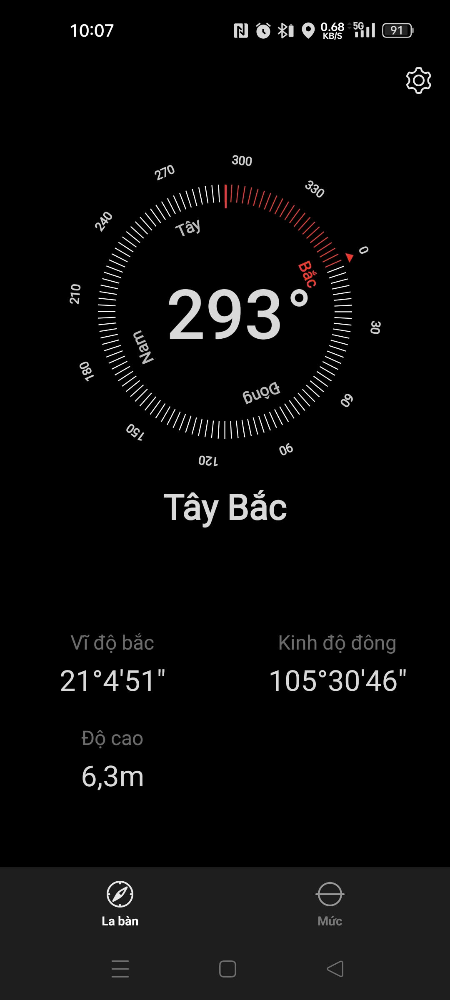 10:07
0.68 KB/S 5G 91
300
270
330
240
Tây
0
Bắc
293°
210
30
Nam
180
Đông
60
150
90
120
Tây Bắc
Vĩ độ bắc Kinh độ đông
21°4'51" 105°30'46"
Độ cao
6,3m
La bàn Mức